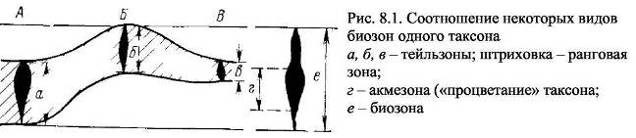 А Б В
а б в г е
Рис. 8.1. Соотношение некоторых видов
биозон одного таксона
а, б, в – тейльзоны; штриховка – ранговая
зона;
г – акмезона («процветание» таксона);
е – биозона